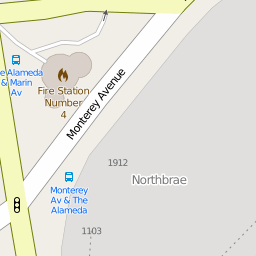 e Alameda
& Marin
Av
Fire Station
Number
4
Monterey Avenue
1912
Northbrae
Monterey
Av & The
Alameda
1103